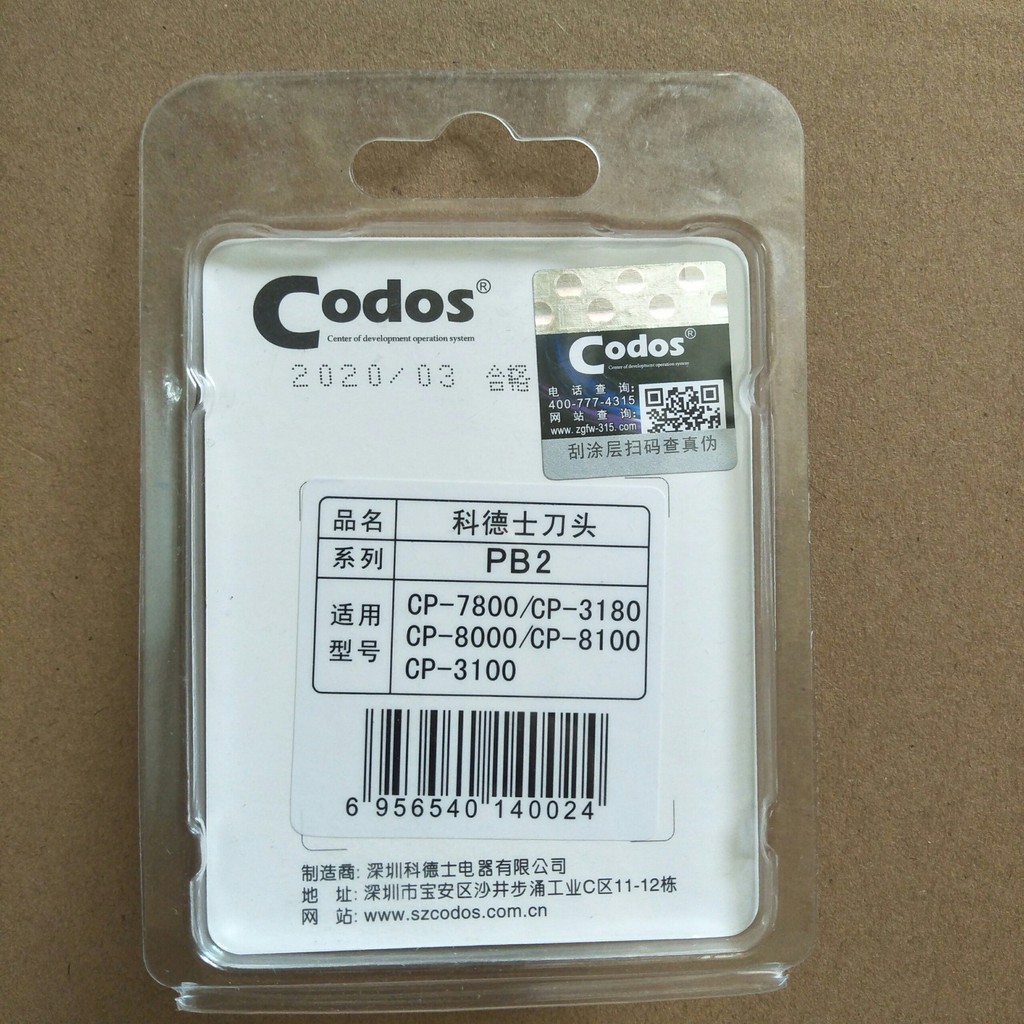 Codos®
Center of development operation system
2020/03 合格
Codos®
Center of development operation system
电话查询:
400-777-4315
网站查询:
www.zgfw-315.com
刮涂层扫码查真伪
品名 科德士刀头
系列 PB2
适用型号
CP-7800/CP-3180
CP-8000/CP-8100
CP-3100
6 956540 140024
制造商: 深圳科德士电器有限公司
地 址: 深圳市宝安区沙井步涌工业C区11-12栋
网 站: www.szcodos.com.cn